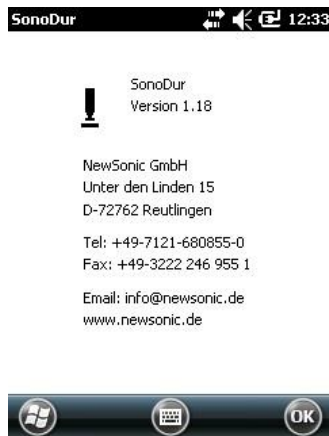 SonoDur 12:33
SonoDur
Version 1.18
NewSonic GmbH
Unter den Linden 15
D-72762 Reutlingen
Tel: +49-7121-680855-0
Fax: +49-3222 246 955 1
Email: info@newsonic.de
www.newsonic.de
OK